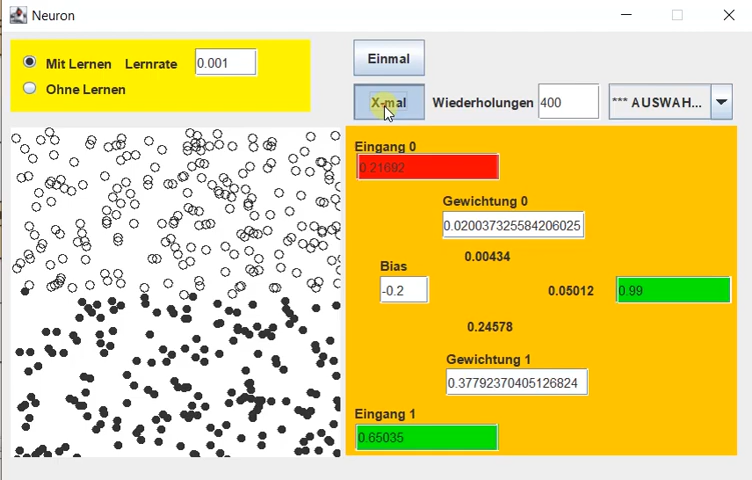 Neuron
Mit Lernen Lernrate 0.001
Ohne Lernen
Einmal
X-mal Wiederholungen 400 *** AUSWAH...
Eingang 0
0.21692
Gewichtung 0
0.020037325584206025
0.00434
Bias
-0.2 0.05012 0.99
0.24578
Gewichtung 1
0.37792370405126824
Eingang 1
0.65035